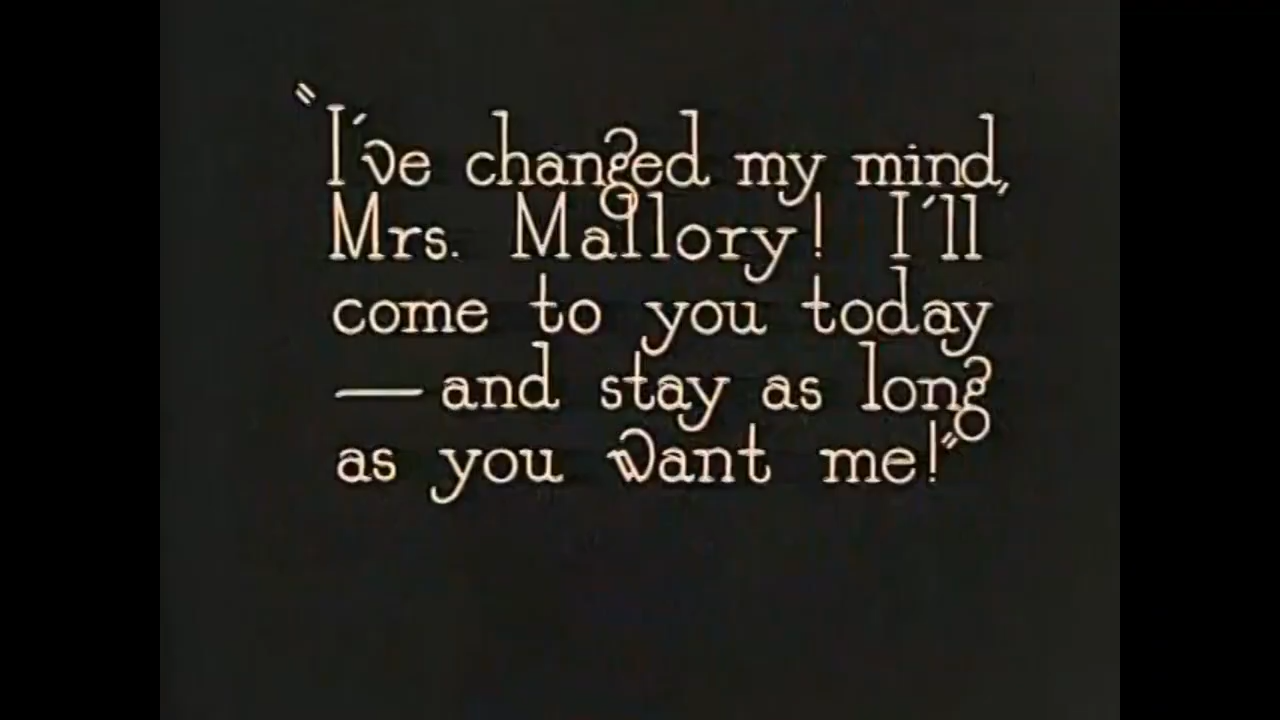 "I've changed my mind,
Mrs. Mallory! I'll
come to you today
—and stay as long
as you want me!"